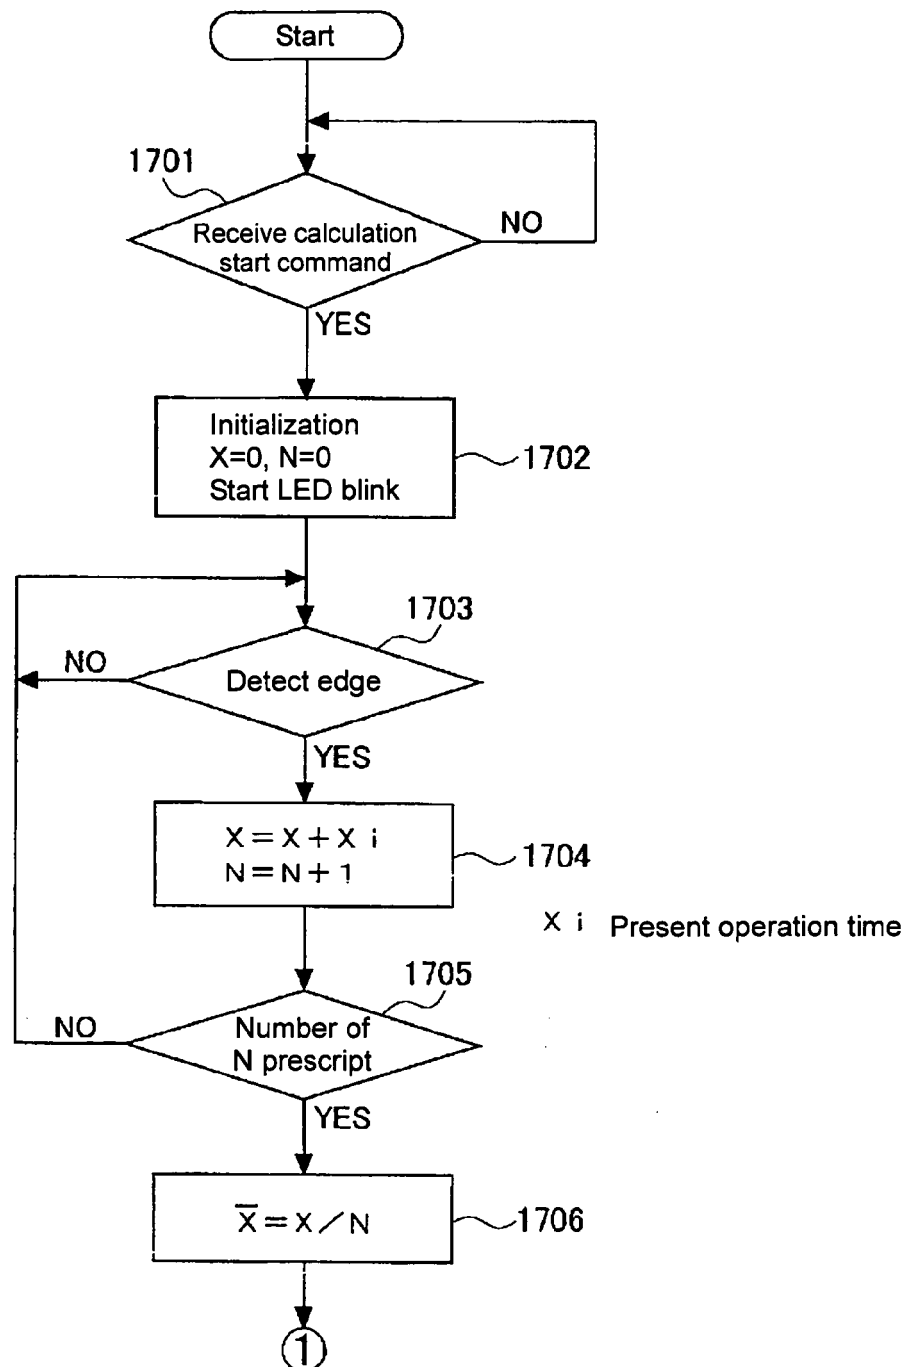 Start
1701
Receive calculation
start command
NO
YES
Initialization
X=0, N=0
Start LED blink
1702
1703
NO
Detect edge
YES
X=X+X i
N=N+1
1704
X i Present operation time
1705
NO
Number of
N prescript
YES
X̄=X/N
1706
1